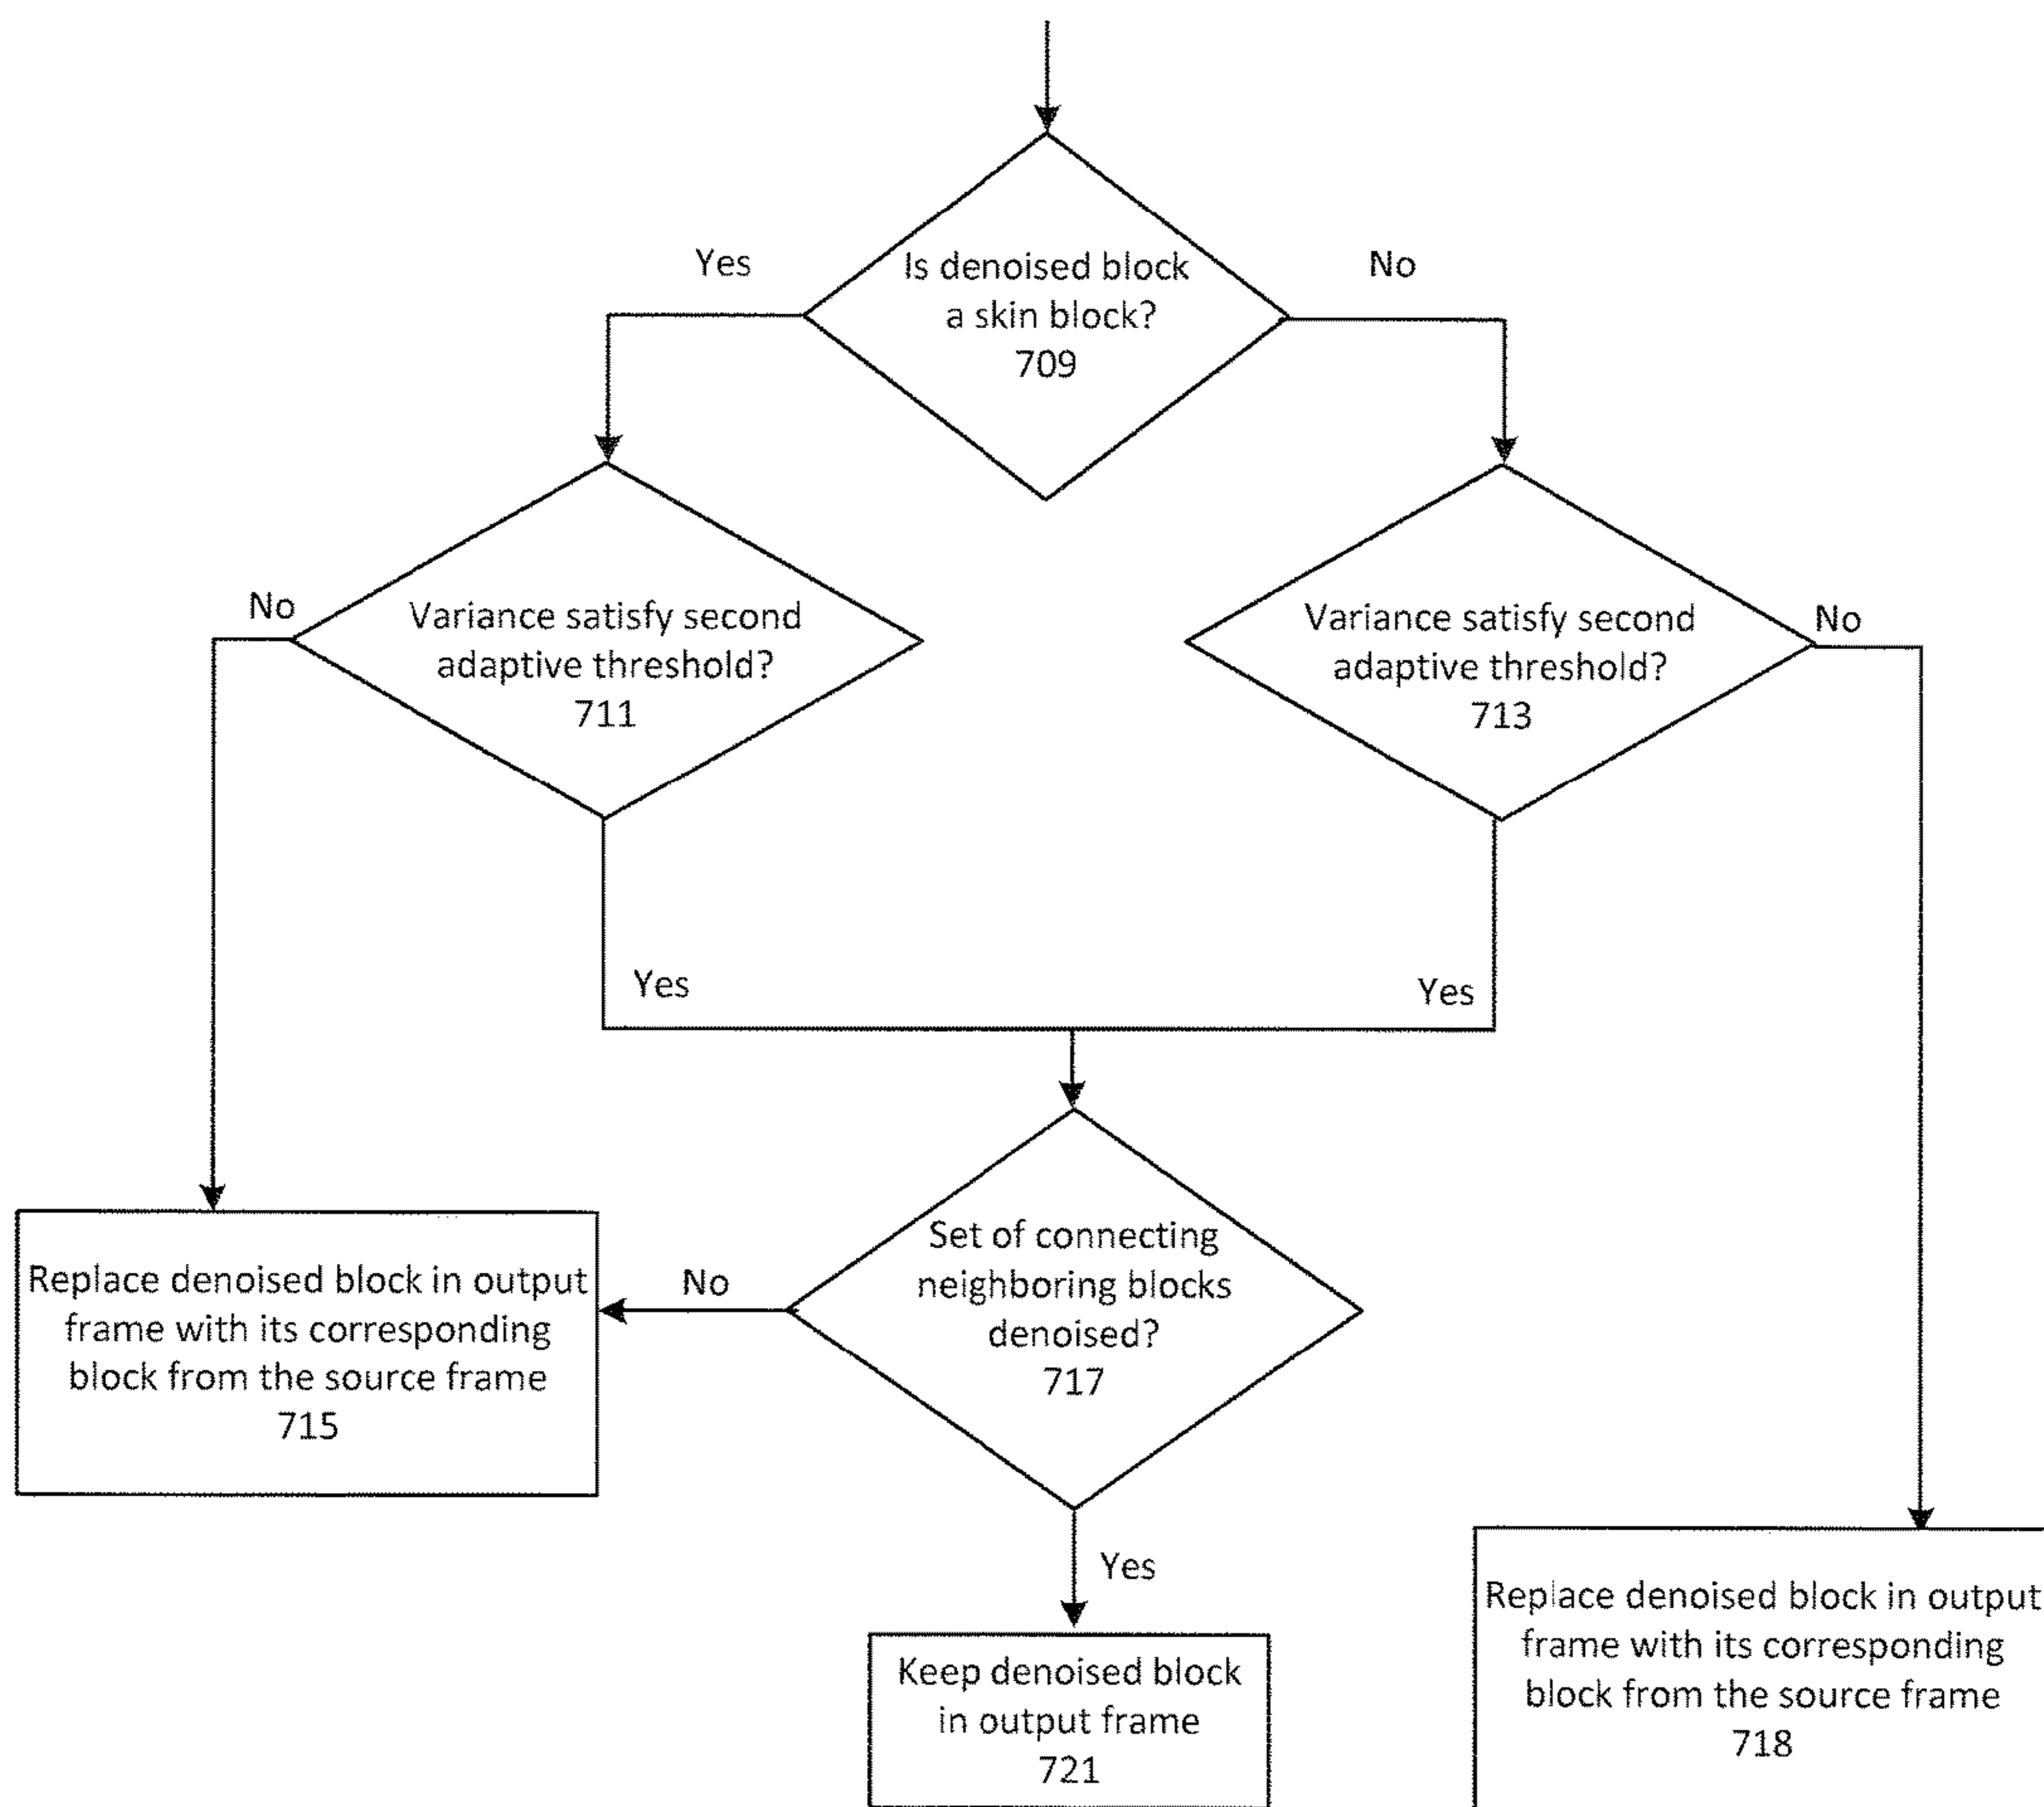 Yes
Is denoised block
a skin block?
709
No
No
Variance satisfy second
adaptive threshold?
711
Variance satisfy second
adaptive threshold?
713
No
Yes
Yes
Set of connecting
neighboring blocks
denoised?
717
No
Replace denoised block in output
frame with its corresponding
block from the source frame
715
Yes
Keep denoised block
in output frame
721
Replace denoised block in output
frame with its corresponding
block from the source frame
718